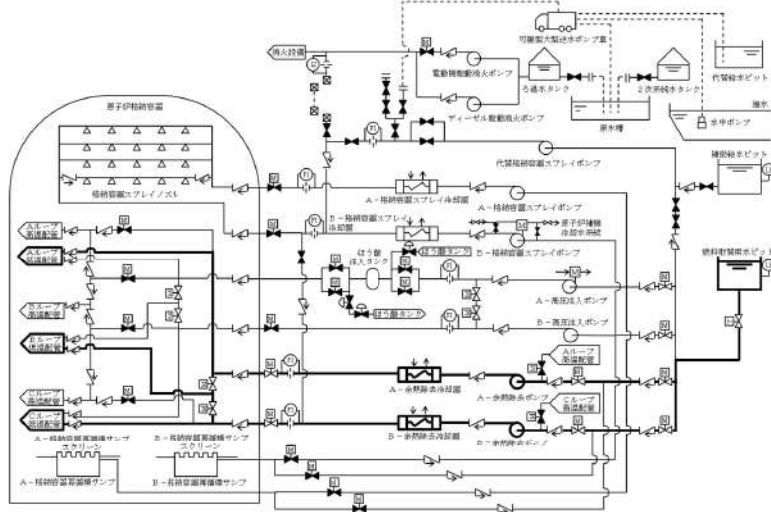 可搬型大型送水ポンプ車
消火設備
電動機駆動消火ポンプ
ろ過水タンク
2次系純水タンク
代替給水ピット
海水
原子炉格納容器
ディーゼル駆動消火ポンプ
原水槽
水中ポンプ
FI
代替格納容器スプレイポンプ
補助給水ピット
格納容器スプレイノズル
FI
A-格納容器スプレイ冷却器
A-格納容器スプレイポンプ
B-格納容器スプレイ
冷却器
原子炉補機
冷却水系統
Aループ
高温配管
FI
B-格納容器スプレイポンプ
燃料取替用水ピット
Aループ
低温配管
ほう酸
注入タンク
ほう酸タンク
FI
A-高圧注入ポンプ
Bループ
高温配管
ほう酸タンク
FI
B-高圧注入ポンプ
Bループ
低温配管
Aループ
高温配管
FI
A-余熱除去冷却器
A-余熱除去ポンプ
Cループ
高温配管
Cループ
高温配管
Cループ
低温配管
FI
B-余熱除去冷却器
B-余熱除去ポンプ
A-格納容器再循環サンプ
スクリーン
B-格納容器再循環サンプ
スクリーン
A-格納容器再循環サンプ
B-格納容器再循環サンプ